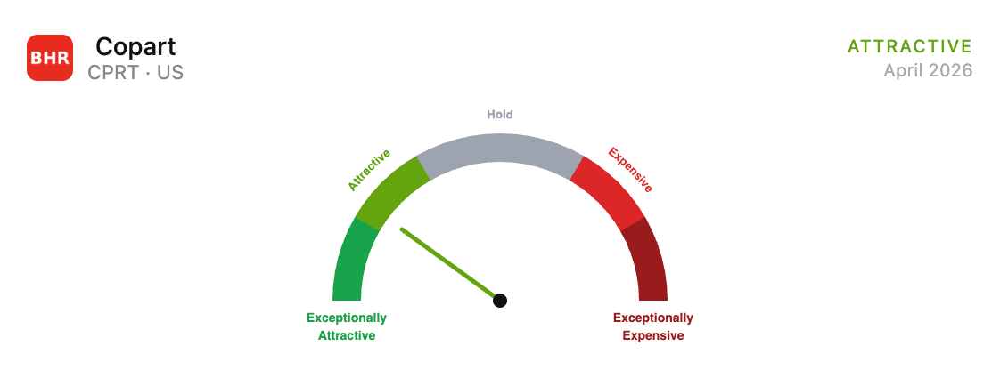 BHR
Copart
CPRT · US
ATTRACTIVE
April 2026
Hold
Attractive
Expensive
Exceptionally
Attractive
Exceptionally
Expensive